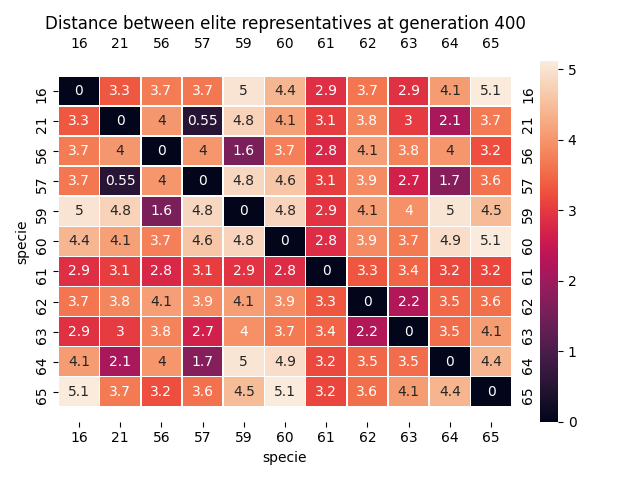 Distance between elite representatives at generation 400
16 21 56 57 59 60 61 62 63 64 65
16 0 3.3 3.7 3.7 5 4.4 2.9 3.7 2.9 4.1 5.1 16
21 3.3 0 4 0.55 4.8 4.1 3.1 3.8 3 2.1 3.7 21
56 3.7 4 0 4 1.6 3.7 2.8 4.1 3.8 4 3.2 56
57 3.7 0.55 4 0 4.8 4.6 3.1 3.9 2.7 1.7 3.6 57
59 5 4.8 1.6 4.8 0 4.8 2.9 4.1 4 5 4.5 59
60 4.4 4.1 3.7 4.6 4.8 0 2.8 3.9 3.7 4.9 5.1 60
61 2.9 3.1 2.8 3.1 2.9 2.8 0 3.3 3.4 3.2 3.2 61
62 3.7 3.8 4.1 3.9 4.1 3.9 3.3 0 2.2 3.5 3.6 62
63 2.9 3 3.8 2.7 4 3.7 3.4 2.2 0 3.5 4.1 63
64 4.1 2.1 4 1.7 5 4.9 3.2 3.5 3.5 0 4.4 64
65 5.1 3.7 3.2 3.6 4.5 5.1 3.2 3.6 4.1 4.4 0 65
16 21 56 57 59 60 61 62 63 64 65
specie
specie
5
4
3
2
1
0